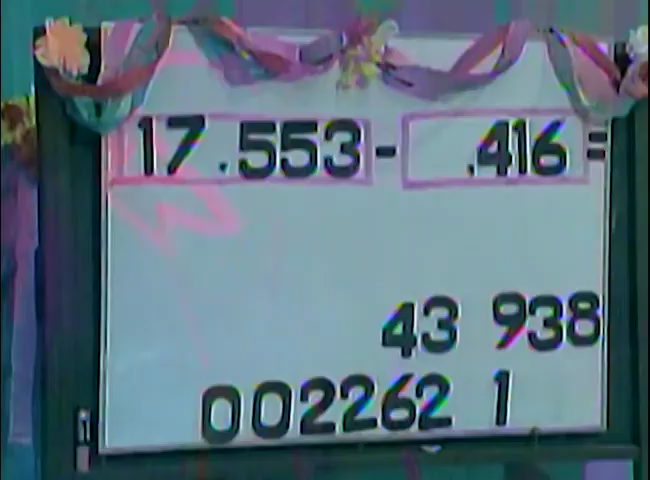 17.553 - .416 =
43 938
002262 1